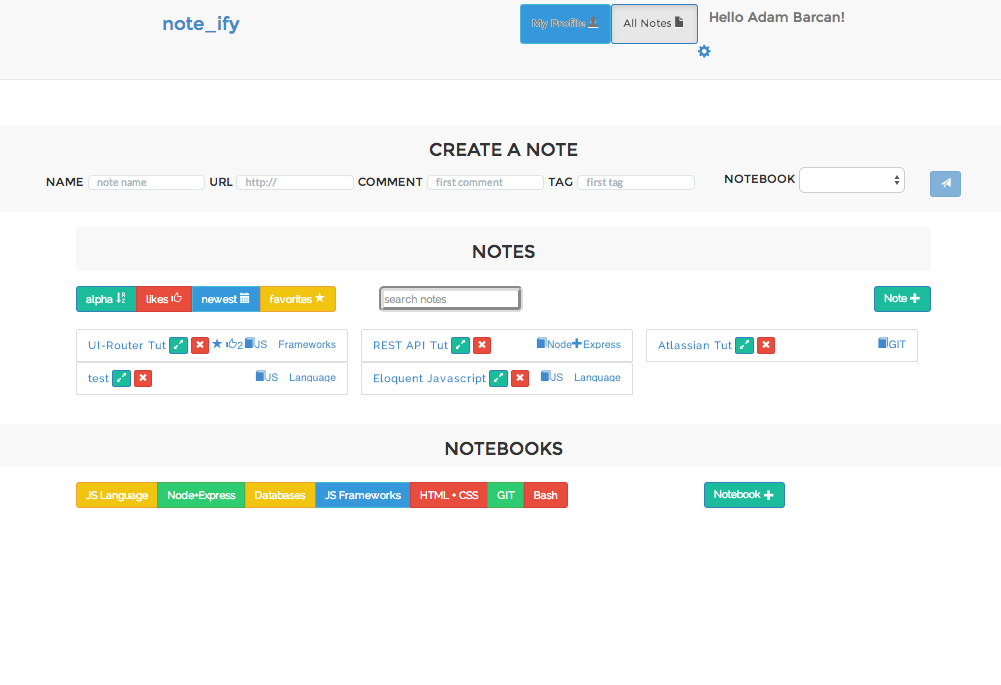 note_ify My Profile All Notes Hello Adam Barcan!
CREATE A NOTE
NAME note name URL http:// COMMENT first comment TAG first tag NOTEBOOK
NOTES
alpha likes newest favorites search notes Note
UI-Router Tut 2 JS Frameworks REST API Tut Node+Express Atlassian Tut GIT
test JS Language Eloquent Javascript JS Language
NOTEBOOKS
JS Language Node+Express Databases JS Frameworks HTML + CSS GIT Bash Notebook